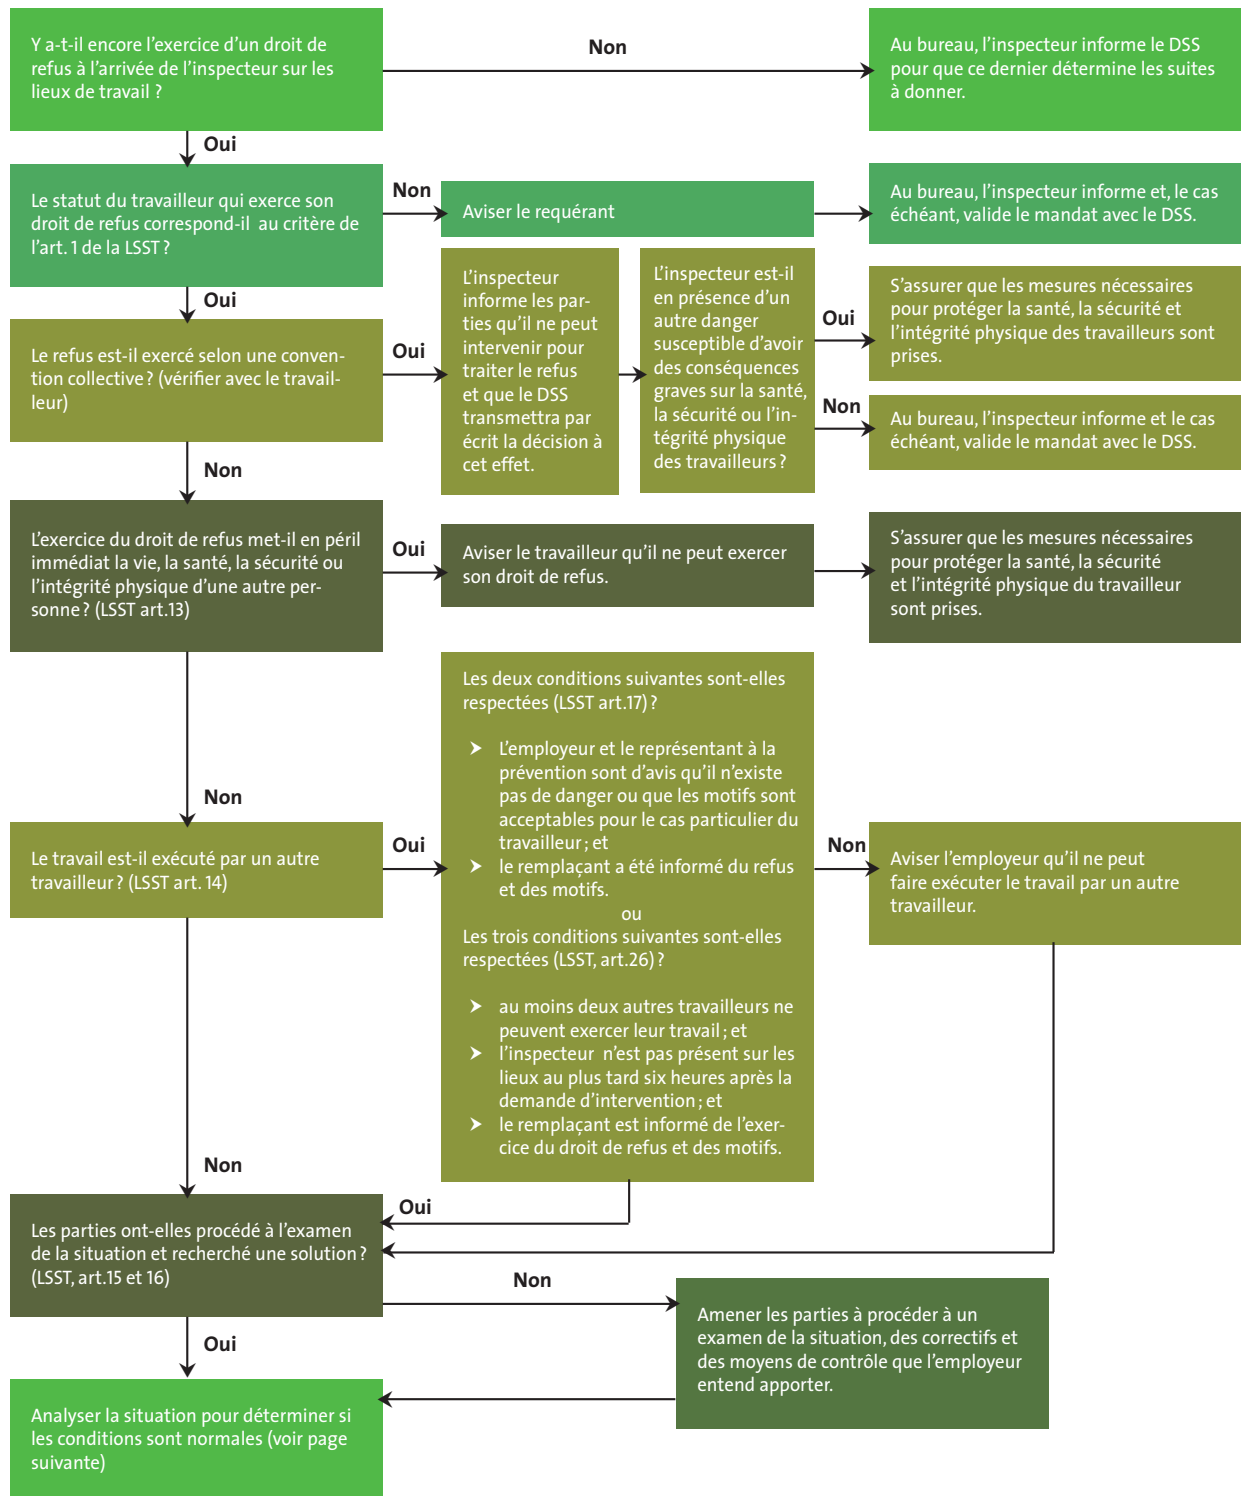 Y a-t-il encore l’exercice d’un droit de
refus à l’arrivée de l’inspecteur sur les
lieux de travail ?
Non
Au bureau, l’inspecteur informe le DSS
pour que ce dernier détermine les suites
à donner.
Oui
Le statut du travailleur qui exerce son
droit de refus correspond-il au critère de
l’art. 1 de la LSST ?
Non
Aviser le requérant
Au bureau, l’inspecteur informe et, le cas
échéant, valide le mandat avec le DSS.
Oui
Le refus est-il exercé selon une conven-
tion collective ? (vérifier avec le travail-
leur)
Oui
L’inspecteur
informe les par-
ties qu’il ne peut
intervenir pour
traiter le refus
et que le DSS
transmettra par
écrit la décision à
cet effet.
L’inspecteur est-il
en présence d’un
autre danger
susceptible d’avoir
des conséquences
graves sur la santé,
la sécurité ou l’in-
tégrité physique
des travailleurs ?
Oui
S’assurer que les mesures nécessaires
pour protéger la santé, la sécurité et
l’intégrité physique des travailleurs sont
prises.
Non
Au bureau, l’inspecteur informe et le cas
échéant, valide le mandat avec le DSS.
Non
L’exercice du droit de refus met-il en péril
immédiat la vie, la santé, la sécurité ou
l’intégrité physique d’une autre per-
sonne ? (LSST art.13)
Oui
Aviser le travailleur qu’il ne peut exercer
son droit de refus.
S’assurer que les mesures nécessaires
pour protéger la santé, la sécurité
et l’intégrité physique du travailleur
sont prises.
Non
Le travail est-il exécuté par un autre
travailleur ? (LSST art. 14)
Oui
Les deux conditions suivantes sont-elles
respectées (LSST art.17) ?
➤ L’employeur et le représentant à la
prévention sont d’avis qu’il n’existe
pas de danger ou que les motifs sont
acceptables pour le cas particulier du
travailleur ; et
➤ le remplaçant a été informé du refus
et des motifs.
ou
Les trois conditions suivantes sont-elles
respectées (LSST, art.26) ?
➤ au moins deux autres travailleurs ne
peuvent exercer leur travail ; et
➤ l’inspecteur n’est pas présent sur les
lieux au plus tard six heures après la
demande d’intervention ; et
➤ le remplaçant est informé de l’exer-
cice du droit de refus et des motifs.
Non
Aviser l’employeur qu’il ne peut
faire exécuter le travail par un autre
travailleur.
Non
Oui
Les parties ont-elles procédé à l’examen
de la situation et recherché une solution ?
(LSST, art.15 et 16)
Non
Amener les parties à procéder à un
examen de la situation, des correctifs et
des moyens de contrôle que l’employeur
entend apporter.
Oui
Analyser la situation pour déterminer si
les conditions sont normales (voir page
suivante)